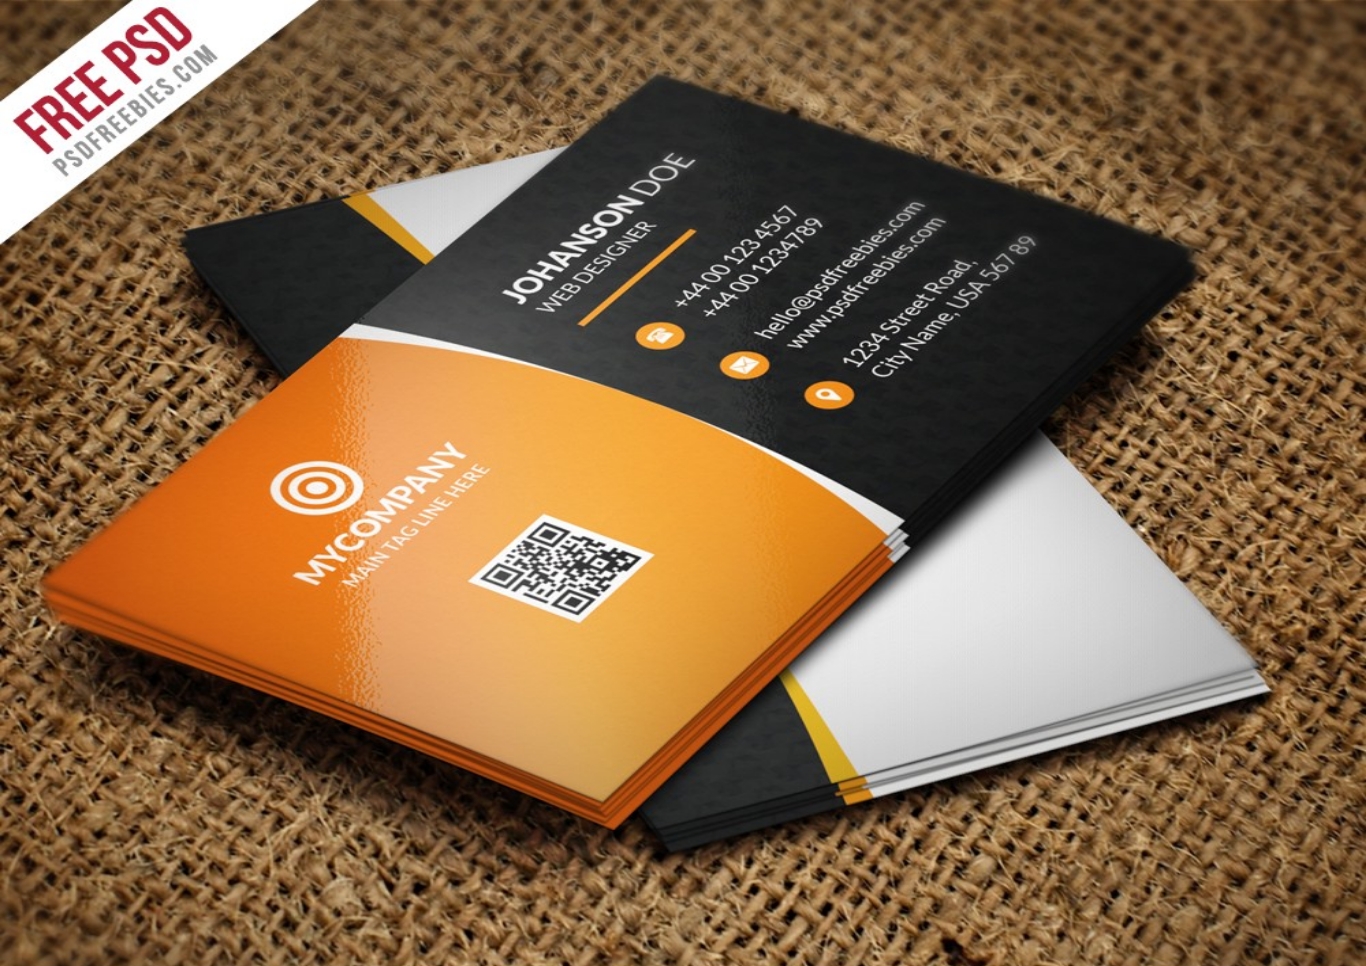 FREE PSD
PSDFREEBIES.COM
JOHANSON DOE
WEB DESIGNER
+44 00 123 4567
+44 00 1234789
hello@psdfreebies.com
www.psdfreebies.com
1234 Street Road,
City Name, USA 567 89
MYCOMPANY
MAIN TAG LINE HERE